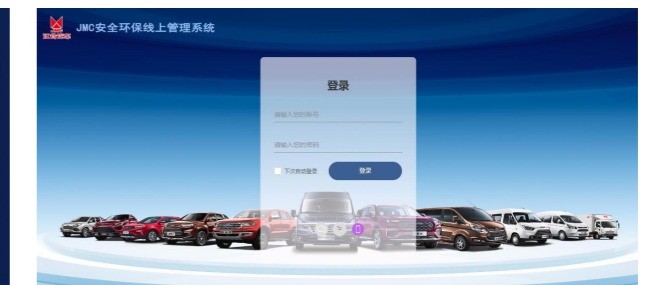 JMC安全环保线上管理系统
登录
请输入您的账号
请输入您的密码
下次自动登录
登录